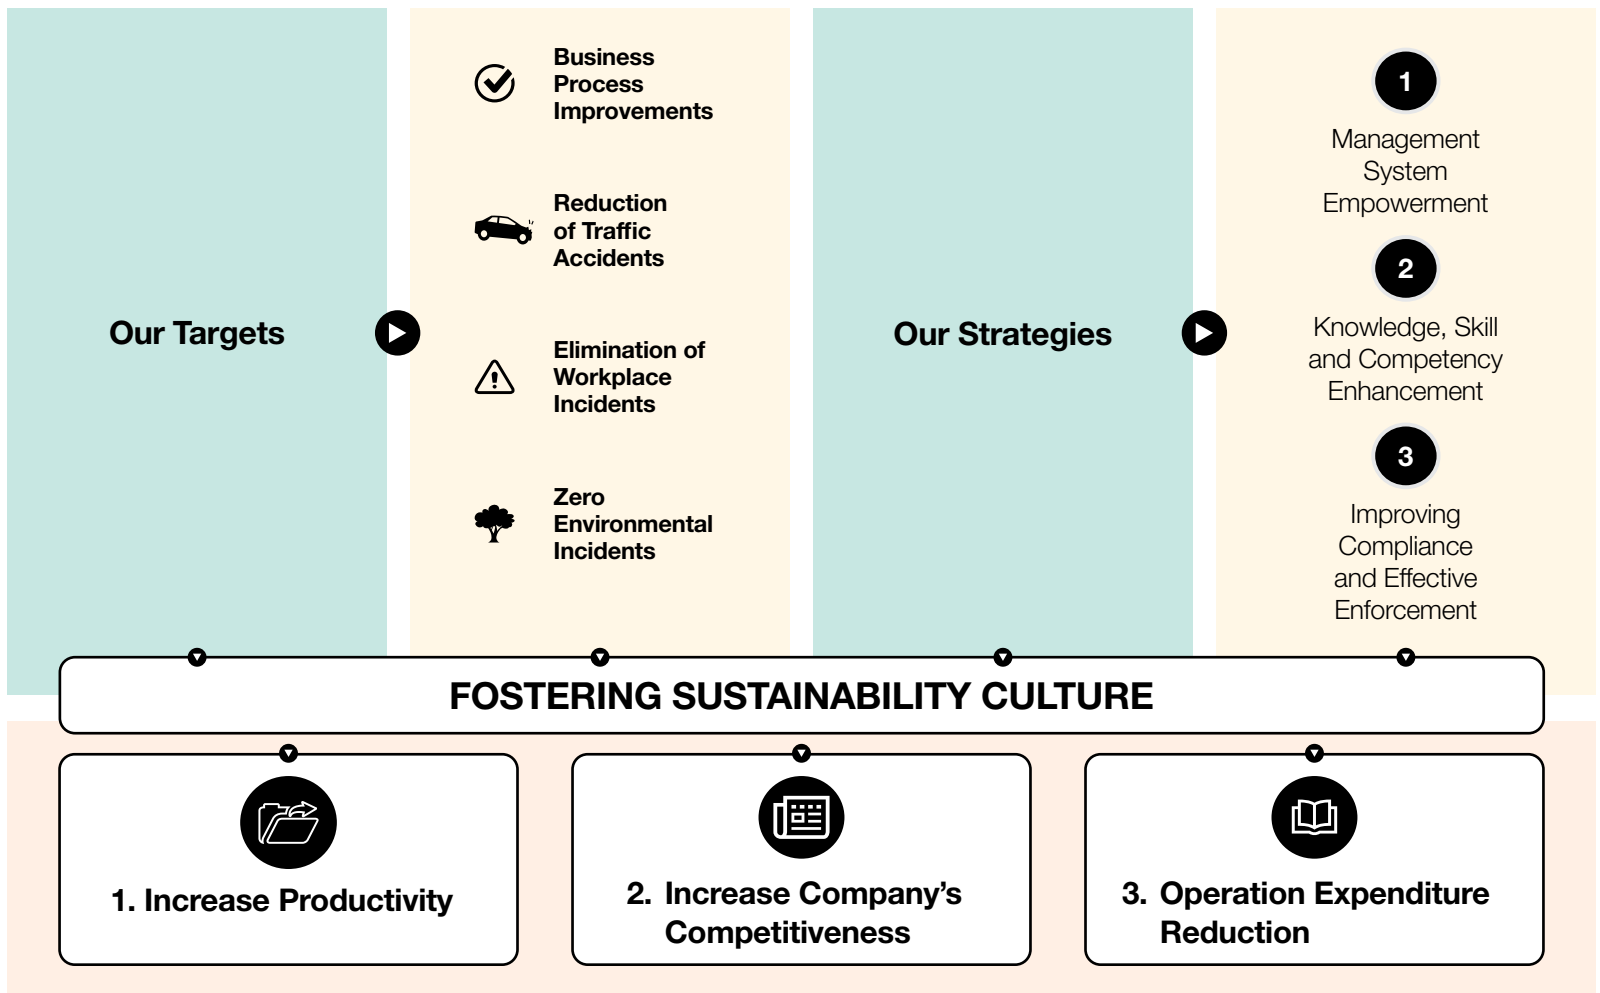 Our Targets
Business
Process
Improvements
Reduction
of Traffic
Accidents
Elimination of
Workplace
Incidents
Zero
Environmental
Incidents
Our Strategies
1
Management
System
Empowerment
2
Knowledge, Skill
and Competency
Enhancement
3
Improving
Compliance
and Effective
Enforcement
FOSTERING SUSTAINABILITY CULTURE
1. Increase Productivity
2. Increase Company’s
Competitiveness
3. Operation Expenditure
Reduction